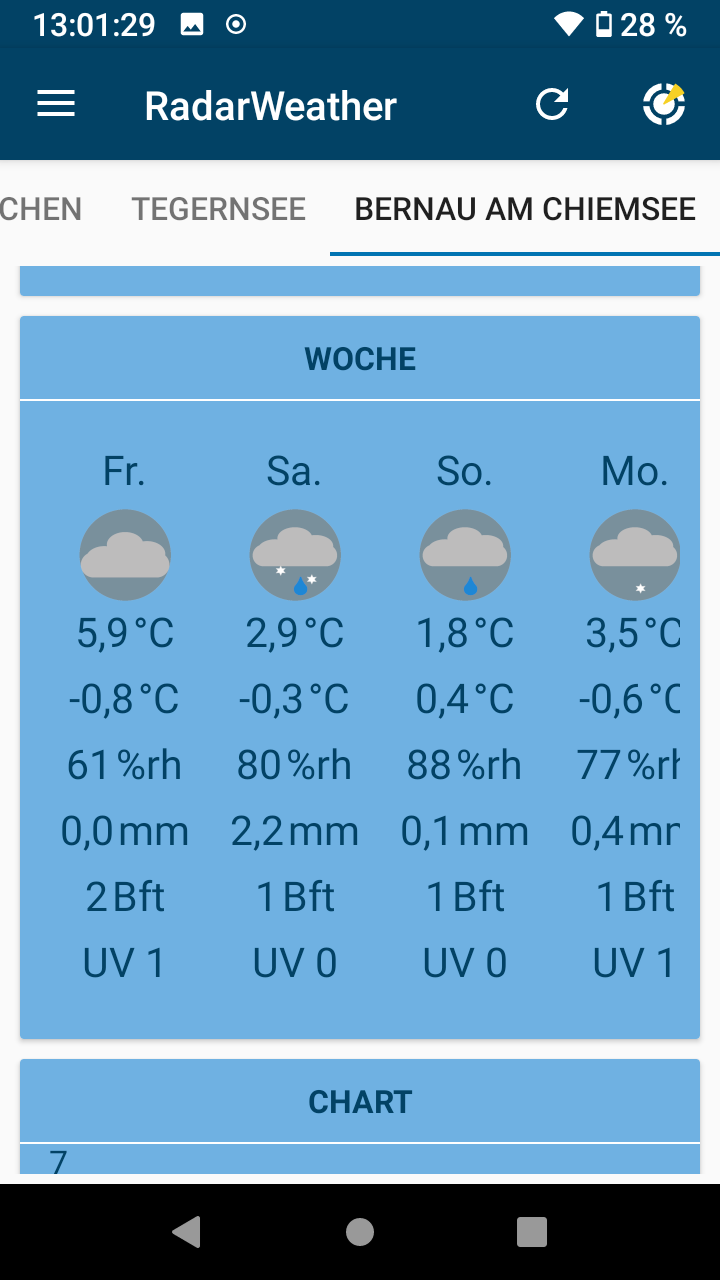 13:01:29 28 %
RadarWeather
CHEN TEGERNSEE BERNAU AM CHIEMSEE
WOCHE
Fr. Sa. So. Mo.
5,9 °C 2,9 °C 1,8 °C 3,5 °C
-0,8 °C -0,3 °C 0,4 °C -0,6 °C
61 %rh 80 %rh 88 %rh 77 %rh
0,0 mm 2,2 mm 0,1 mm 0,4 mm
2 Bft 1 Bft 1 Bft 1 Bft
UV 1 UV 0 UV 0 UV 1
CHART
7